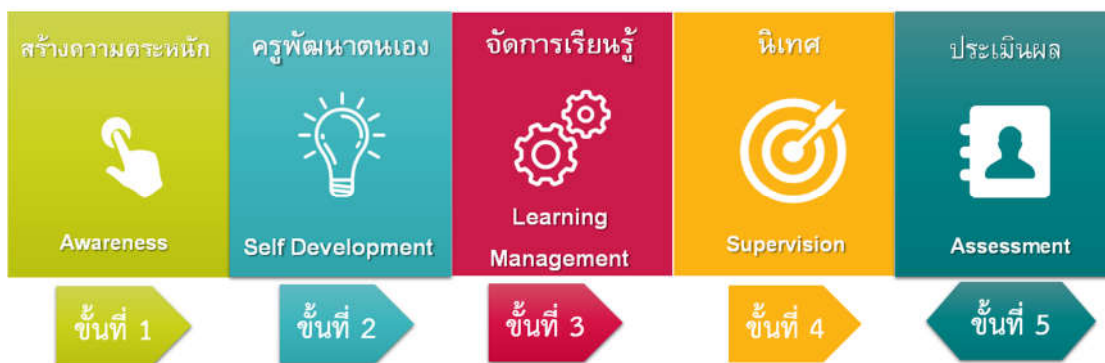 สร้างความตระหนัก
Awareness
ขั้นที่ 1
ครูพัฒนาตนเอง
Self Development
ขั้นที่ 2
จัดการเรียนรู้
Learning
Management
ขั้นที่ 3
นิเทศ
Supervision
ขั้นที่ 4
ประเมินผล
Assessment
ขั้นที่ 5